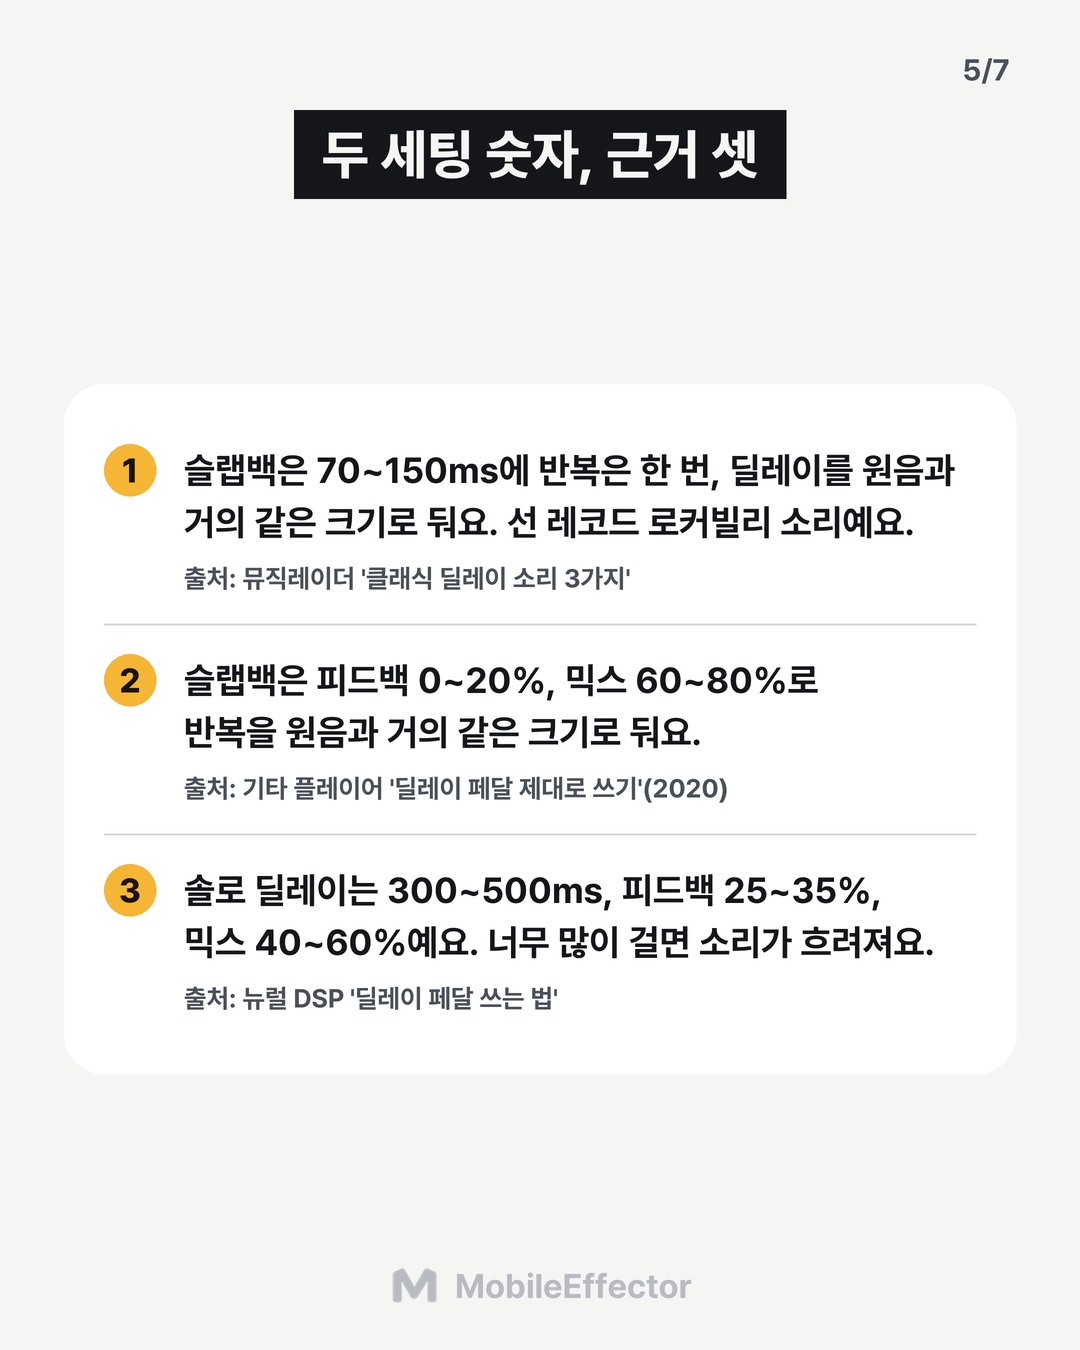 5/7
두 세팅 숫자, 근거 셋
1 슬랩백은 70~150ms에 반복은 한 번, 딜레이를 원음과
거의 같은 크기로 둬요. 선 레코드 로커빌리 소리예요.
출처: 뮤직레이더 '클래식 딜레이 소리 3가지'
2 슬랩백은 피드백 0~20%, 믹스 60~80%로
반복을 원음과 거의 같은 크기로 둬요.
출처: 기타 플레이어 '딜레이 페달 제대로 쓰기'(2020)
3 솔로 딜레이는 300~500ms, 피드백 25~35%,
믹스 40~60%예요. 너무 많이 걸면 소리가 흐려져요.
출처: 뉴럴 DSP '딜레이 페달 쓰는 법'
MobileEffector